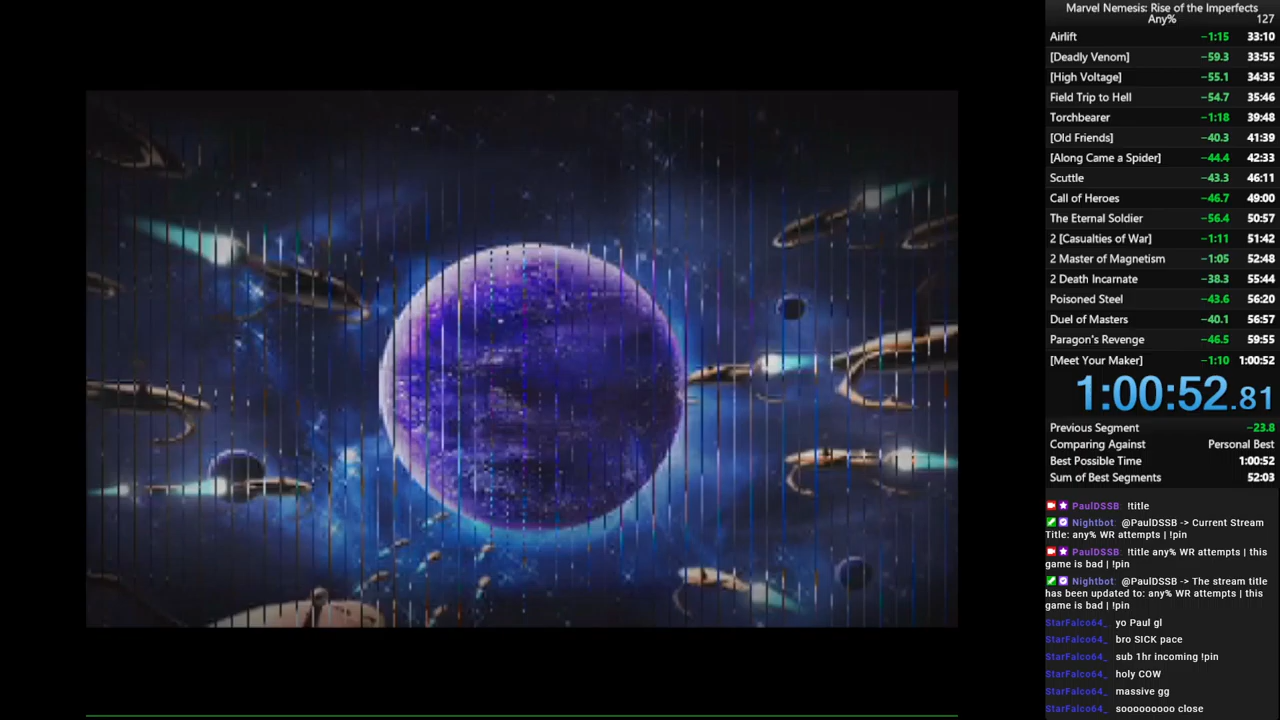 Marvel Nemesis: Rise of the Imperfects
Any% 127
Airlift −1:15 33:10
[Deadly Venom] −59.3 33:55
[High Voltage] −55.1 34:35
Field Trip to Hell −54.7 35:46
Torchbearer −1:18 39:48
[Old Friends] −40.3 41:39
[Along Came a Spider] −44.4 42:33
Scuttle −43.3 46:11
Call of Heroes −46.7 49:00
The Eternal Soldier −56.4 50:57
2 [Casualties of War] −1:11 51:42
2 Master of Magnetism −1:05 52:48
2 Death Incarnate −38.3 55:44
Poisoned Steel −43.6 56:20
Duel of Masters −40.1 56:57
Paragon's Revenge −46.5 59:55
[Meet Your Maker] −1:10 1:00:52
1:00:52.81
Previous Segment −23.8
Comparing Against Personal Best
Best Possible Time 1:00:52
Sum of Best Segments 52:03
PaulDSSB !title
Nightbot: @PaulDSSB -> Current Stream
Title: any% WR attempts | !pin
PaulDSSB !title any% WR attempts | this
game is bad | !pin
Nightbot: @PaulDSSB -> The stream title
has been updated to: any% WR attempts | this
game is bad | !pin
StarFalco64_ yo Paul gl
StarFalco64_ bro SICK pace
StarFalco64_ sub 1hr incoming !pin
StarFalco64_ holy COW
StarFalco64_ massive gg
StarFalco64_ sooooooooo close